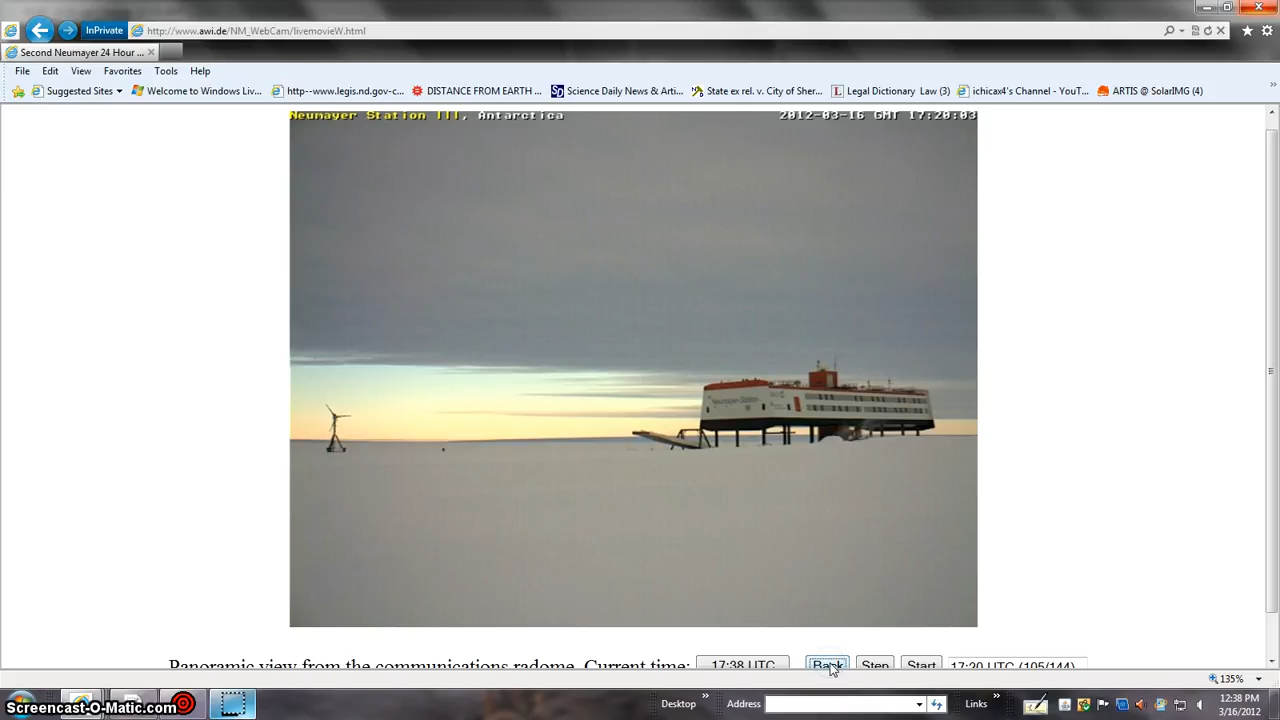 InPrivate
http://www.awi.de/NM_WebCam/livemovieW.html
Second Neumayer 24 Hour ...
File Edit View Favorites Tools Help
Suggested Sites Welcome to Windows Liv... http--www.legis.nd.gov-c... DISTANCE FROM EARTH ... Science Daily News & Arti... State ex rel. v. City of Sher... Legal Dictionary Law (3) ichicax4's Channel - YouT... ARTIS @ SolarIMG (4)
Neumayer Station III, Antarctica 2012-03-16 GMT 17:20:03
Neumayer-Station
Panoramic view from the communications radome. Current time: 17:38 UTC Back Step Start 17:20 UTC (105/144)
135%
Desktop Address Links
12:38 PM
3/16/2012
Screencast-O-Matic.com